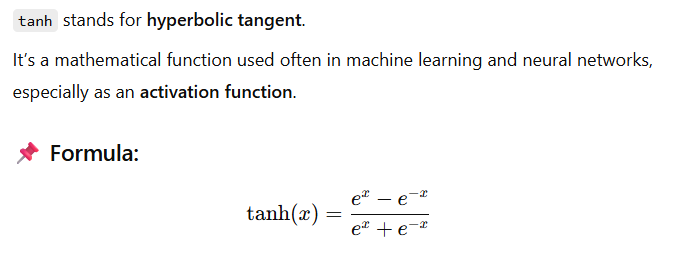 tanh stands for hyperbolic tangent.
It's a mathematical function used often in machine learning and neural networks,
especially as an activation function.
📌 Formula:
tanh(x) = (e^x − e^−x) / (e^x + e^−x)